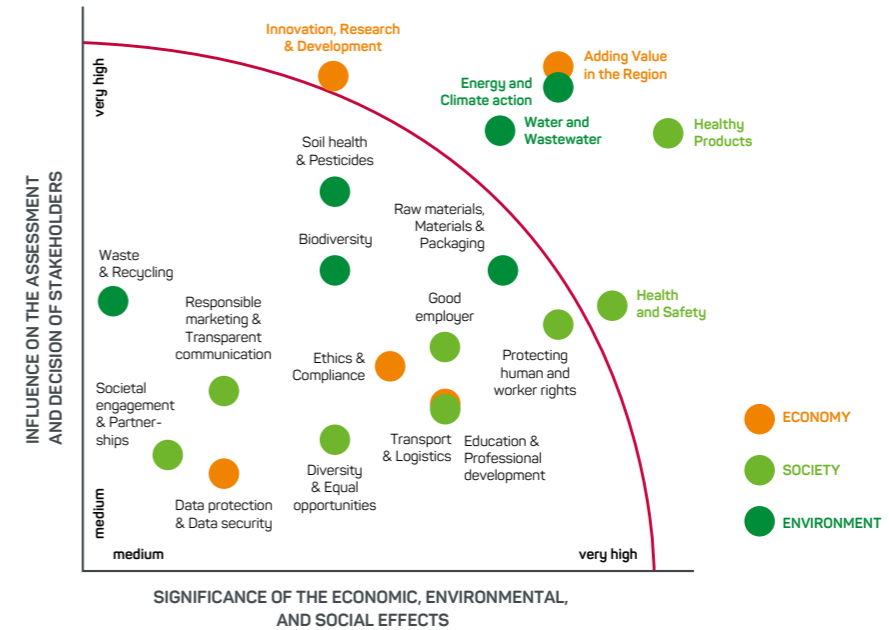 Innovation, Research
& Development
Adding Value
in the Region
Energy and
Climate action
Water and
Wastewater
Healthy
Products
Soil health
& Pesticides
Raw materials,
Materials &
Packaging
Biodiversity
Waste
& Recycling
Responsible
marketing &
Transparent
communication
Good
employer
Health
and Safety
Ethics &
Compliance
Protecting
human and
worker rights
Societal
engagement
& Partner-
ships
Transport
& Logistics
Education &
Professional
development
Diversity
& Equal
opportunities
Data protection
& Data security
very high
medium
medium
very high
INFLUENCE ON THE ASSESSMENT
AND DECISION OF STAKEHOLDERS
SIGNIFICANCE OF THE ECONOMIC, ENVIRONMENTAL,
AND SOCIAL EFFECTS
ECONOMY
SOCIETY
ENVIRONMENT